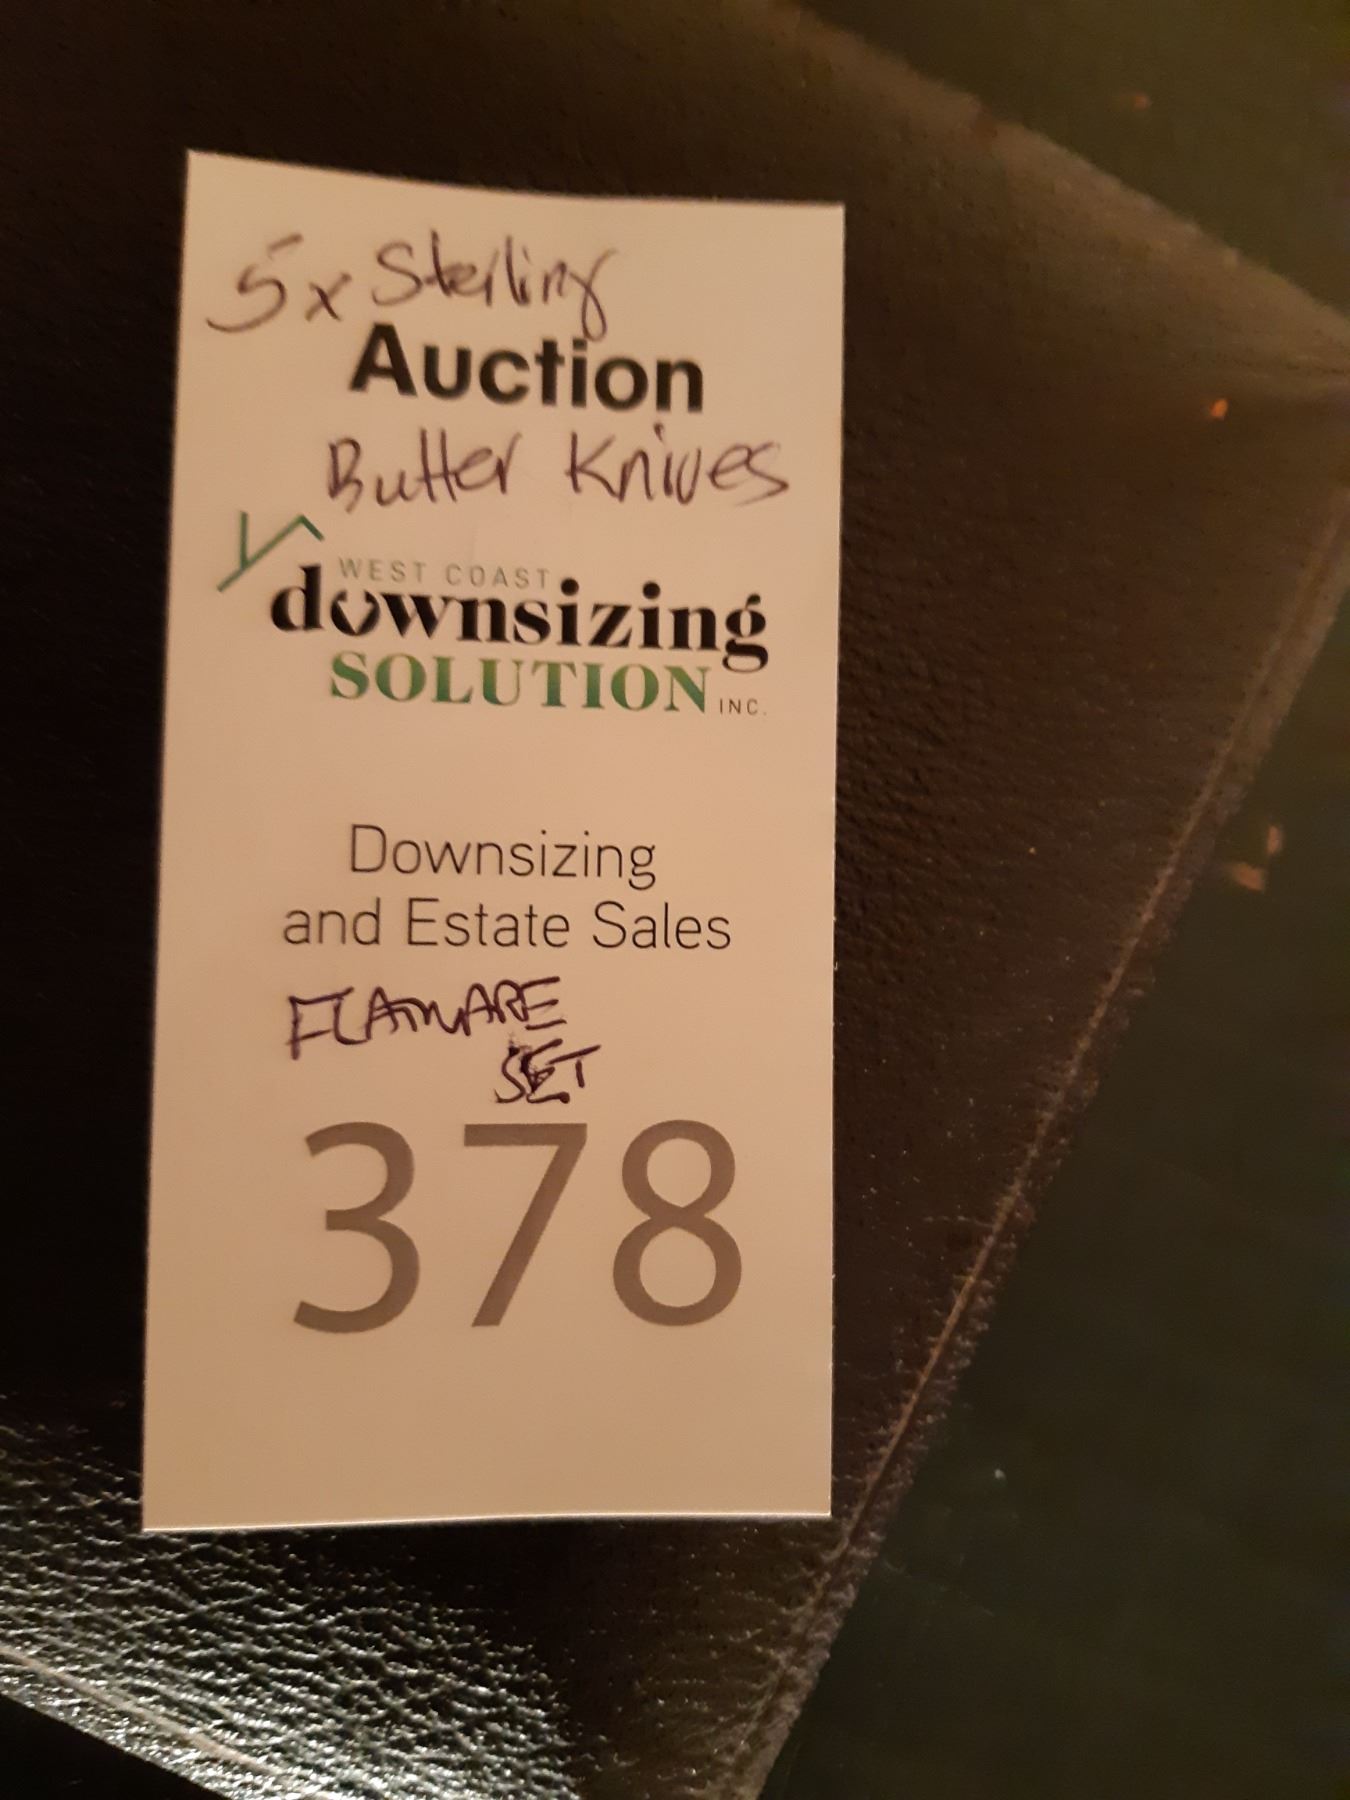 5x Sterling
Auction
Butter Knives
WEST COAST
downsizing
SOLUTION INC.
Downsizing
and Estate Sales
FLATWARE
SET
378